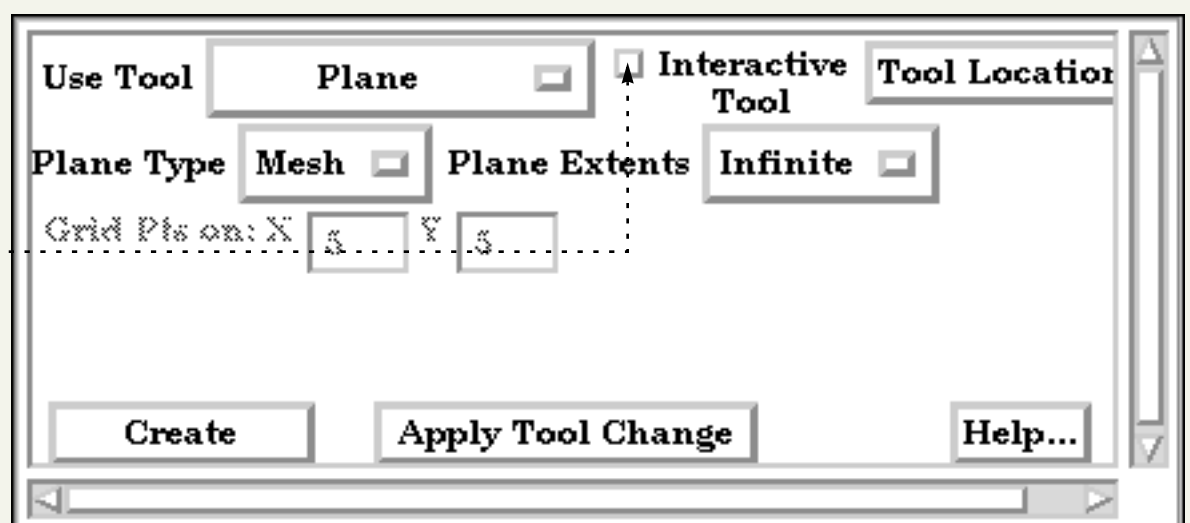 Use Tool Plane Interactive Tool Tool Location
Plane Type Mesh Plane Extents Infinite
Grid Pts on: X 5 Y 5
Create Apply Tool Change Help...